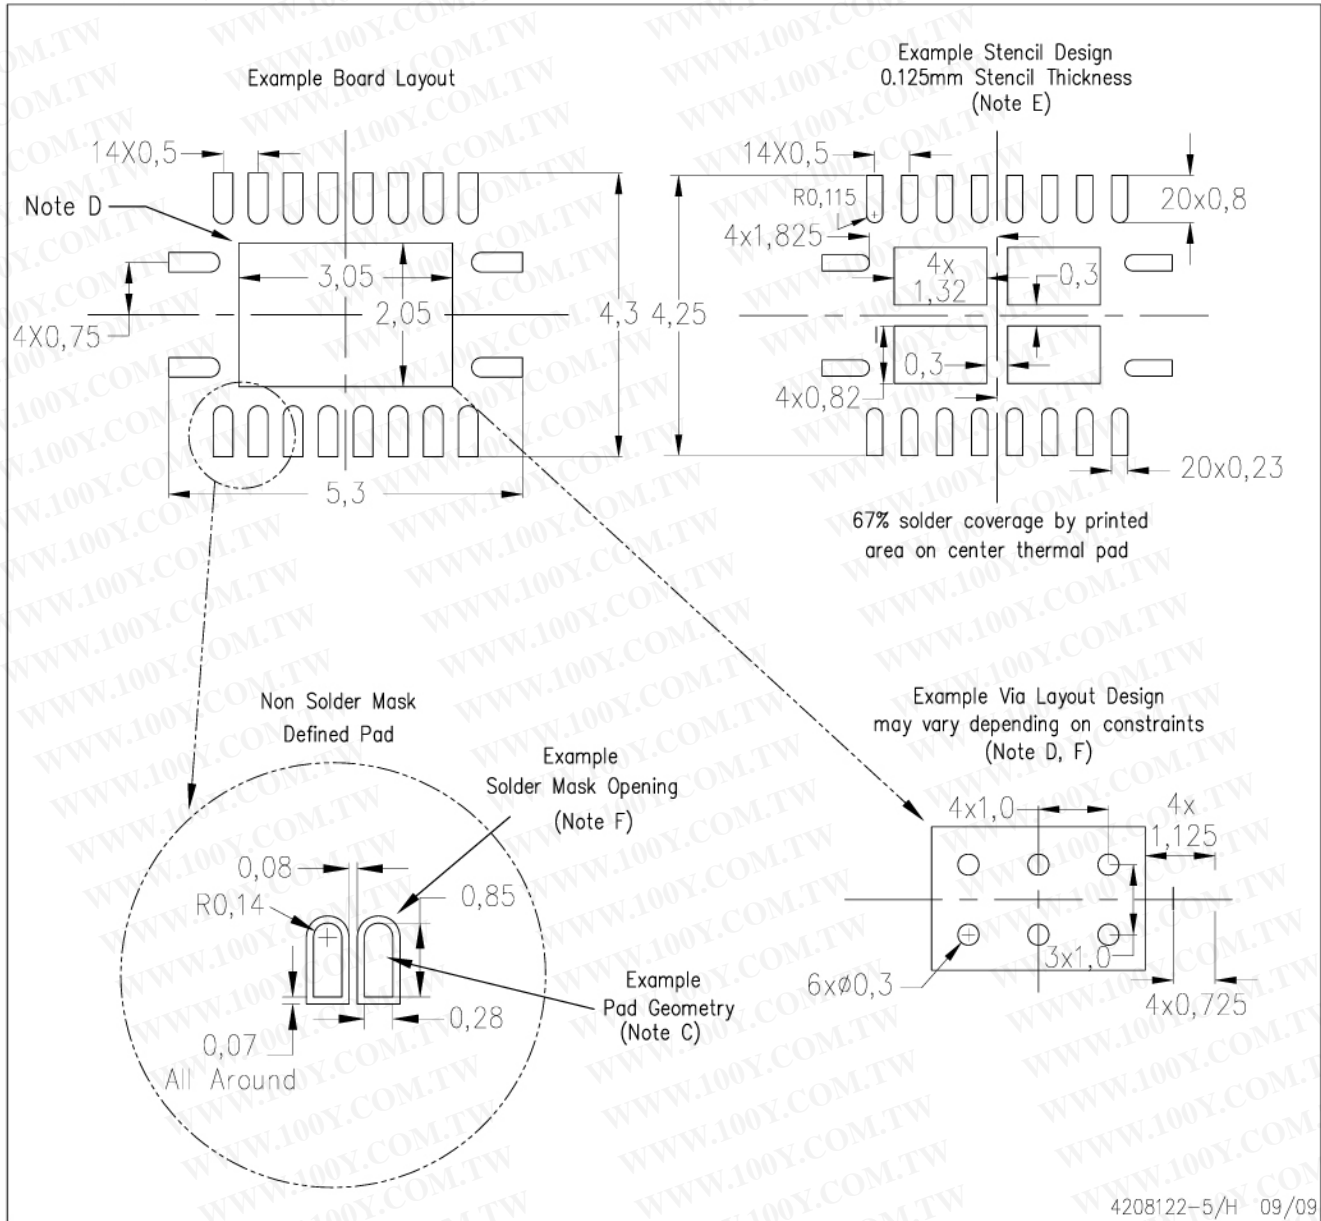 Example Board Layout
14X0,5
Note D
3,05
2,05
4X0,75
4,3
5,3
Example Stencil Design
0.125mm Stencil Thickness
(Note E)
14X0,5
R0,115
4x1,825
20x0,8
4x
1,32
0,3
4,25
0,3
4x0,82
20x0,23
67% solder coverage by printed
area on center thermal pad
Non Solder Mask
Defined Pad
Example
Solder Mask Opening
(Note F)
0,08
R0,14
0,85
0,28
0,07
All Around
Example
Pad Geometry
(Note C)
Example Via Layout Design
may vary depending on constraints
(Note D, F)
4x1,0
4x
1,125
3x1,0
6xø0,3
4x0,725
4208122-5/H 09/09
WWW.100Y.COM.TW